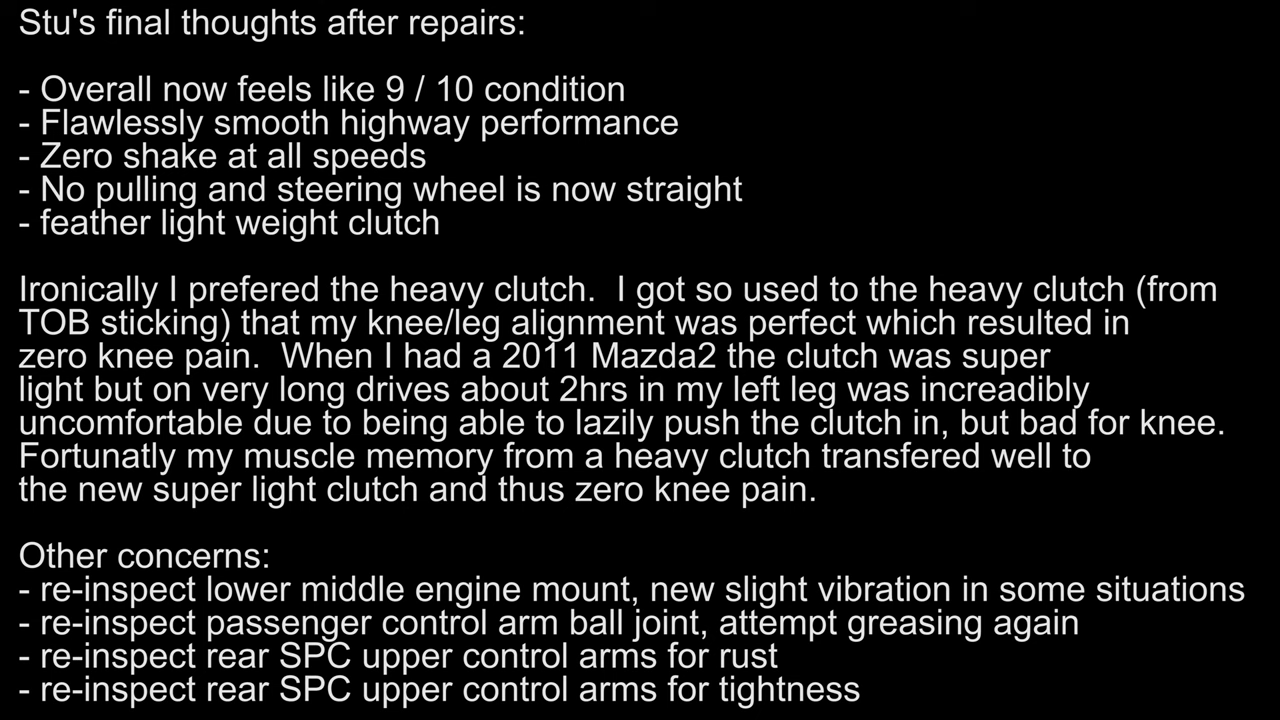 Stu's final thoughts after repairs:
- Overall now feels like 9 / 10 condition
- Flawlessly smooth highway performance
- Zero shake at all speeds
- No pulling and steering wheel is now straight
- feather light weight clutch
Ironically I prefered the heavy clutch.  I got so used to the heavy clutch (from
TOB sticking) that my knee/leg alignment was perfect which resulted in
zero knee pain.  When I had a 2011 Mazda2 the clutch was super
light but on very long drives about 2hrs in my left leg was increadibly
uncomfortable due to being able to lazily push the clutch in, but bad for knee.
Fortunatly my muscle memory from a heavy clutch transfered well to
the new super light clutch and thus zero knee pain.
Other concerns:
- re-inspect lower middle engine mount, new slight vibration in some situations
- re-inspect passenger control arm ball joint, attempt greasing again
- re-inspect rear SPC upper control arms for rust
- re-inspect rear SPC upper control arms for tightness